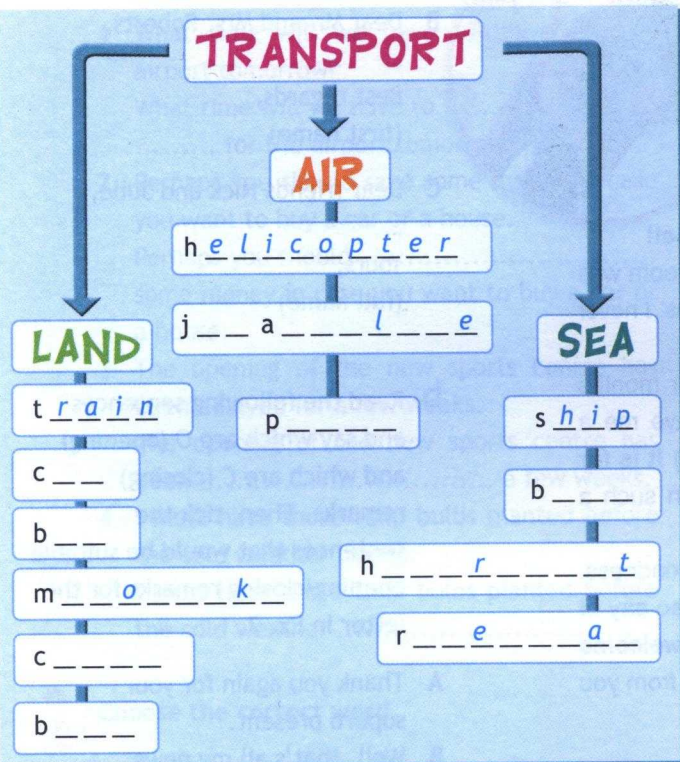 TRANSPORT
AIR
h e l i c o p t e r
j _ _ a _ _ _ _ l _ _ e
p _ _ _ _
LAND
t r a i n
c _ _
b _ _
m _ _ o _ _ _ k _
c _ _ _ _
b _ _ _
SEA
s h i p
b _ _ _
h _ _ _ r _ _ _ _ t
r _ _ _ _ e _ _ a _